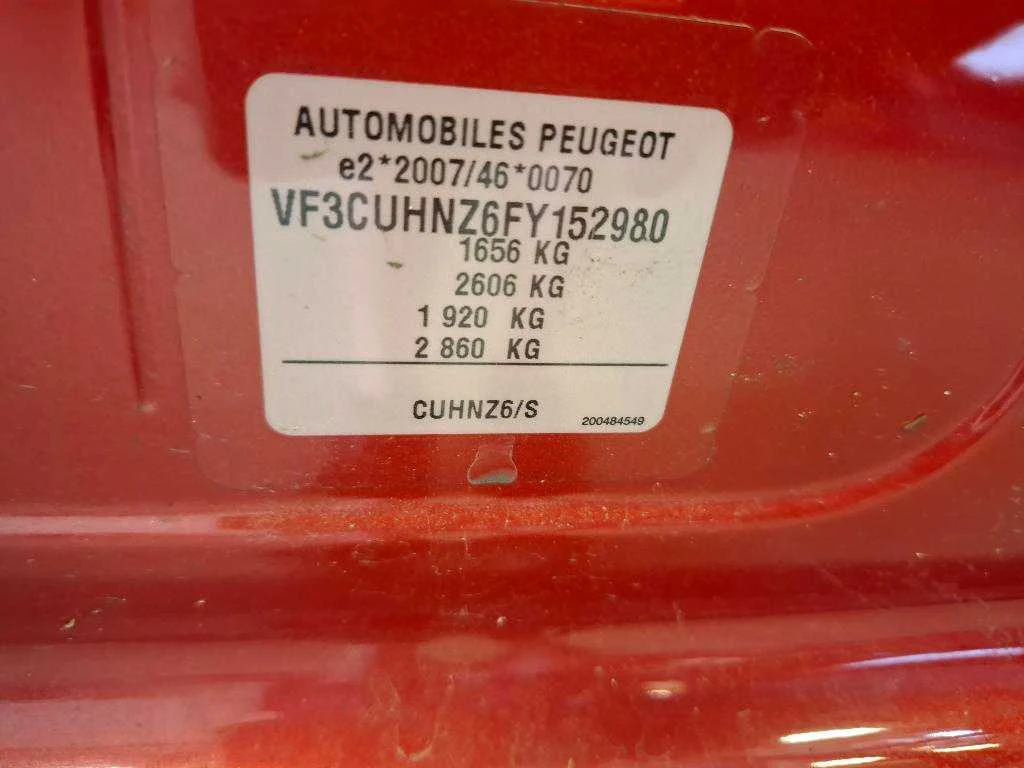 AUTOMOBILES PEUGEOT
e2*2007/46*0070
VF3CUHNZ6FY152980
1656 KG
2606 KG
1 920 KG
2 860 KG
CUHNZ6/S
200484549